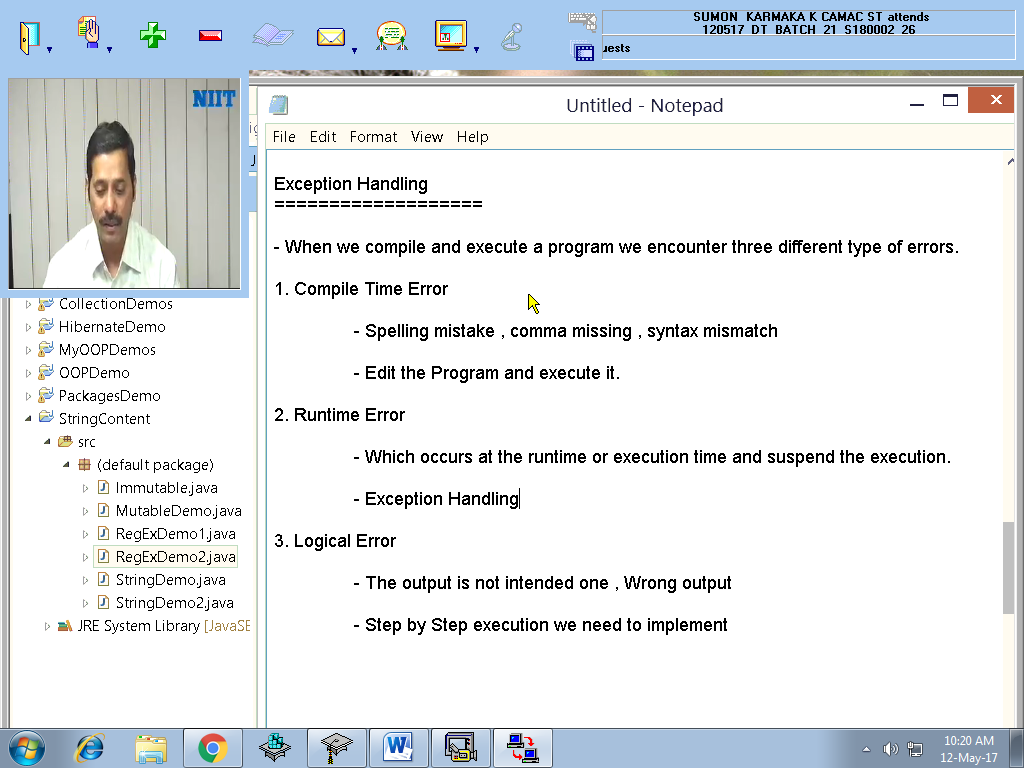 SUMON KARMAKA K CAMAC ST attends
120517 DT BATCH 21 S180002 26
uests
NIIT
Untitled - Notepad
File Edit Format View Help
Exception Handling
===================
- When we compile and execute a program we encounter three different type of errors.
1. Compile Time Error
- Spelling mistake , comma missing , syntax mismatch
- Edit the Program and execute it.
2. Runtime Error
- Which occurs at the runtime or execution time and suspend the execution.
- Exception Handling
3. Logical Error
- The output is not intended one , Wrong output
- Step by Step execution we need to implement
CollectionDemos
HibernateDemo
MyOOPDemos
OOPDemo
PackagesDemo
StringContent
src
(default package)
Immutable.java
MutableDemo.java
RegExDemo1.java
RegExDemo2.java
StringDemo.java
StringDemo2.java
JRE System Library [JavaSE
10:20 AM
12-May-17